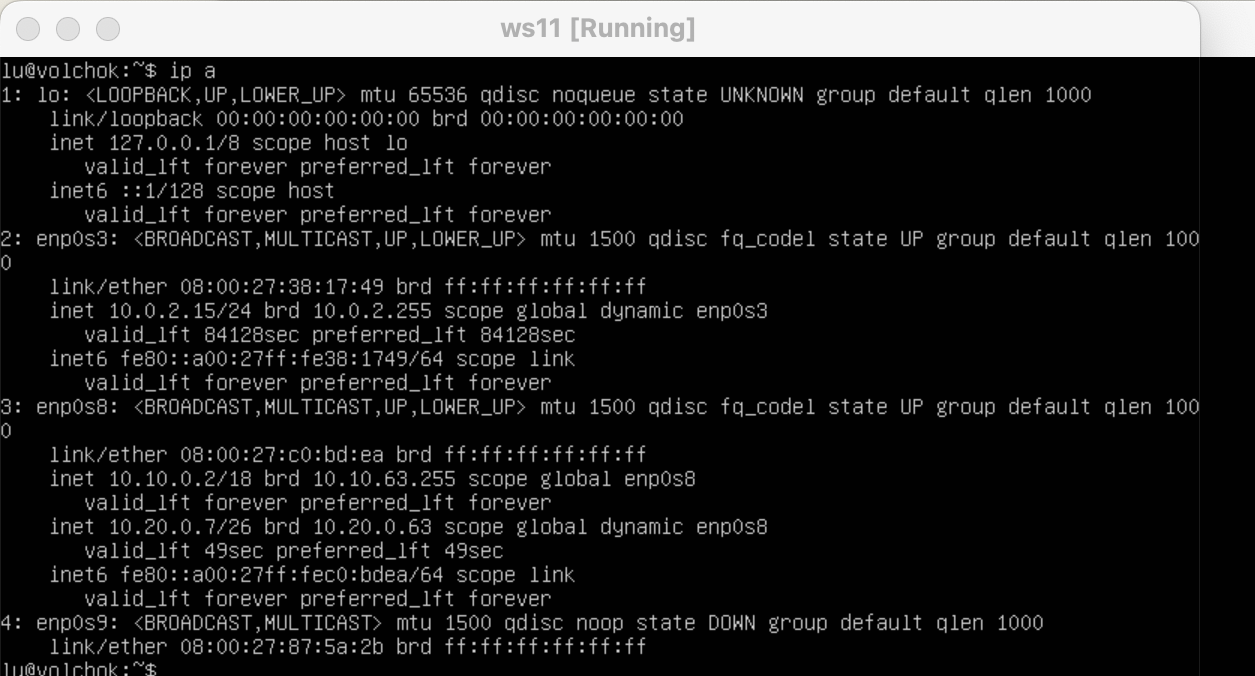 ws11 [Running]
lu@volchok:~$ ip a
1: lo: <LOOPBACK,UP,LOWER_UP> mtu 65536 qdisc noqueue state UNKNOWN group default qlen 1000
    link/loopback 00:00:00:00:00:00 brd 00:00:00:00:00:00
    inet 127.0.0.1/8 scope host lo
       valid_lft forever preferred_lft forever
    inet6 ::1/128 scope host
       valid_lft forever preferred_lft forever
2: enp0s3: <BROADCAST,MULTICAST,UP,LOWER_UP> mtu 1500 qdisc fq_codel state UP group default qlen 100
0
    link/ether 08:00:27:38:17:49 brd ff:ff:ff:ff:ff:ff
    inet 10.0.2.15/24 brd 10.0.2.255 scope global dynamic enp0s3
       valid_lft 84128sec preferred_lft 84128sec
    inet6 fe80::a00:27ff:fe38:1749/64 scope link
       valid_lft forever preferred_lft forever
3: enp0s8: <BROADCAST,MULTICAST,UP,LOWER_UP> mtu 1500 qdisc fq_codel state UP group default qlen 100
0
    link/ether 08:00:27:c0:bd:ea brd ff:ff:ff:ff:ff:ff
    inet 10.10.0.2/18 brd 10.10.63.255 scope global enp0s8
       valid_lft forever preferred_lft forever
    inet 10.20.0.7/26 brd 10.20.0.63 scope global dynamic enp0s8
       valid_lft 49sec preferred_lft 49sec
    inet6 fe80::a00:27ff:fec0:bdea/64 scope link
       valid_lft forever preferred_lft forever
4: enp0s9: <BROADCAST,MULTICAST> mtu 1500 qdisc noop state DOWN group default qlen 1000
    link/ether 08:00:27:87:5a:2b brd ff:ff:ff:ff:ff:ff
lu@volchok:~$